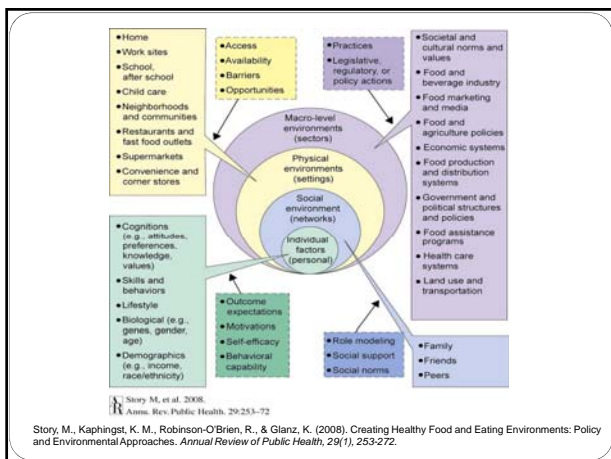 • Home
• Work sites
• School,
after school
• Child care
• Neighborhoods
and communities
• Restaurants and
fast food outlets
• Supermarkets
• Convenience and
corner stores
• Access
• Availability
• Barriers
• Opportunities
• Practices
• Legislative,
regulatory, or
policy actions
• Societal and
cultural norms and
values
• Food and
beverage industry
• Food marketing
and media
• Food and
agriculture policies
• Economic systems
• Food production
and distribution
systems
• Government and
political structures
and policies
• Food assistance
programs
• Health care
systems
• Land use and
transportation
Macro-level
environments
(sectors)
Physical
environments
(settings)
Social
environment
(networks)
Individual
factors
(personal)
• Cognitions
(e.g., attitudes,
preferences,
knowledge,
values)
• Skills and
behaviors
• Lifestyle
• Biological (e.g.,
genes, gender,
age)
• Demographics
(e.g., income,
race/ethnicity)
• Outcome
expectations
• Motivations
• Self-efficacy
• Behavioral
capability
• Role modeling
• Social support
• Social norms
• Family
• Friends
• Peers
AR Story M, et al. 2008.
Annu. Rev. Public Health. 29:253–72
Story, M., Kaphingst, K. M., Robinson-O'Brien, R., & Glanz, K. (2008). Creating Healthy Food and Eating Environments: Policy
and Environmental Approaches. Annual Review of Public Health, 29(1), 253-272.